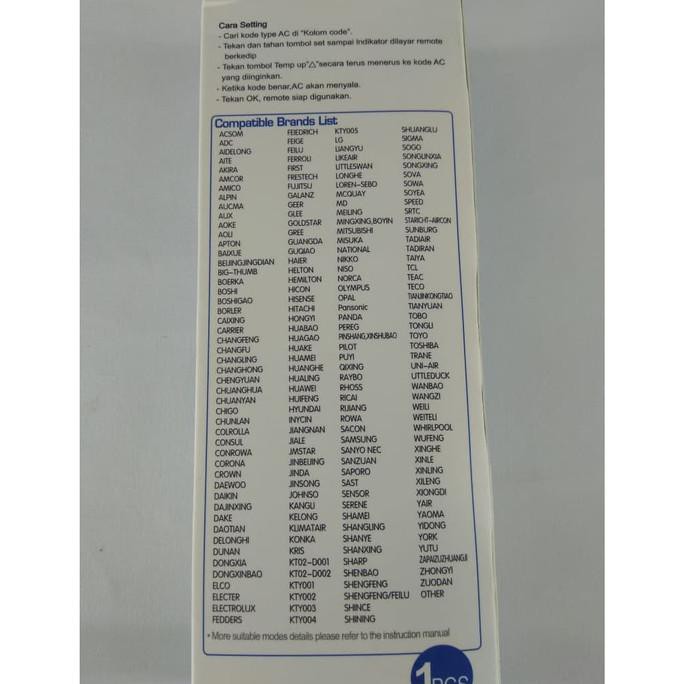 Cara Setting
- Cari kode type AC di "Kolom code".
- Tekan dan tahan tombol set sampai Indikator dilayar remote
berkedip
- Tekan tombol Temp up"△"secara terus menerus ke kode AC
yang diinginkan.
- Ketika kode benar,AC akan menyala.
- Tekan OK, remote siap digunakan.
Compatible Brands List
ACSOM
ADC
AIDELONG
AITE
AKIRA
AMCOR
AMICO
ALPIN
AUCMA
AUX
AOKE
AOLI
APTON
BAIXUE
BEIJINGJINGDIAN
BIG-THUMB
BOERKA
BOSHI
BOSHIGAO
BORLER
CAIXING
CARRIER
CHANGFENG
CHANGFU
CHANGLING
CHANGHONG
CHENGYUAN
CHUANGHUA
CHUANYAN
CHIGO
CHUNLAN
COLROLLA
CONSUL
CONROWA
CORONA
CROWN
DAEWOO
DAIKIN
DAJINXING
DAKE
DAOTIAN
DELONGHI
DUNAN
DONGXIA
DONGXINBAO
ELCO
ELECTER
ELECTROLUX
FEDDERS
FEIEDRICH
FEIGE
FEILU
FERROLI
FIRST
FRESTECH
FUJITSU
GALANZ
GEER
GLEE
GOLDSTAR
GREE
GUANGDA
GUQIAO
HAIER
HELTON
HEMILTON
HICON
HISENSE
HITACHI
HONGYI
HUABAO
HUAGAO
HUAKE
HUAMEI
HUANGHE
HUALING
HUAWEI
HUIFENG
HYUNDAI
INYCIN
JIANGNAN
JIALE
JMSTAR
JINBEIJING
JINDA
JINSONG
JOHNSO
KANGLI
KELONG
KLIMATAIR
KONKA
KRIS
KT02-D001
KT02-D002
KTY001
KTY002
KTY003
KTY004
KTY005
LG
LIANGYU
LIKEAIR
LITTLESWAN
LONGHE
LOREN-SEBO
MCQUAY
MD
MEILING
MINGXING,BOYIN
MITSUBISHI
MISUKA
NATIONAL
NIKKO
NISO
NORCA
OLYMPUS
OPAL
Pansonic
PANDA
PEREG
PINSHANG,XINSHUBAO
PILOT
PUYI
QIXING
RAYBO
RHOSS
RICAI
RIJIANG
ROWA
SACON
SAMSUNG
SANYO NEC
SANZUAN
SAPORO
SAST
SENSOR
SERENE
SHAMEI
SHANGLING
SHANYE
SHANXING
SHARP
SHENBAO
SHENGFENG
SHENGFENG/FEILU
SHINCE
SHINING
SHUANGLU
SIGMA
SOGO
SONGLINXIA
SONGXING
SOVA
SOWA
SOYEA
SPEED
SRTC
STARICHT-AIRCON
SUNBURG
TADIAIR
TADIRAN
TAIYA
TCL
TEAC
TECO
TIANJINKONGTIAO
TIANYUAN
TOBO
TONGLI
TOYO
TOSHIBA
TRANE
UNI-AIR
UTTLEDUCK
WANBAO
WANGZI
WEILI
WEITELI
WHIRLPOOL
WUFENG
XINGHE
XINLE
XINLING
XILENG
XIONGDI
YAIR
YAOMA
YIDONG
YORK
YUTU
ZAPAIZUZHUANGJI
ZHONGYI
ZUODAN
OTHER
* More suitable modes details please refer to the instruction manual
1PCS